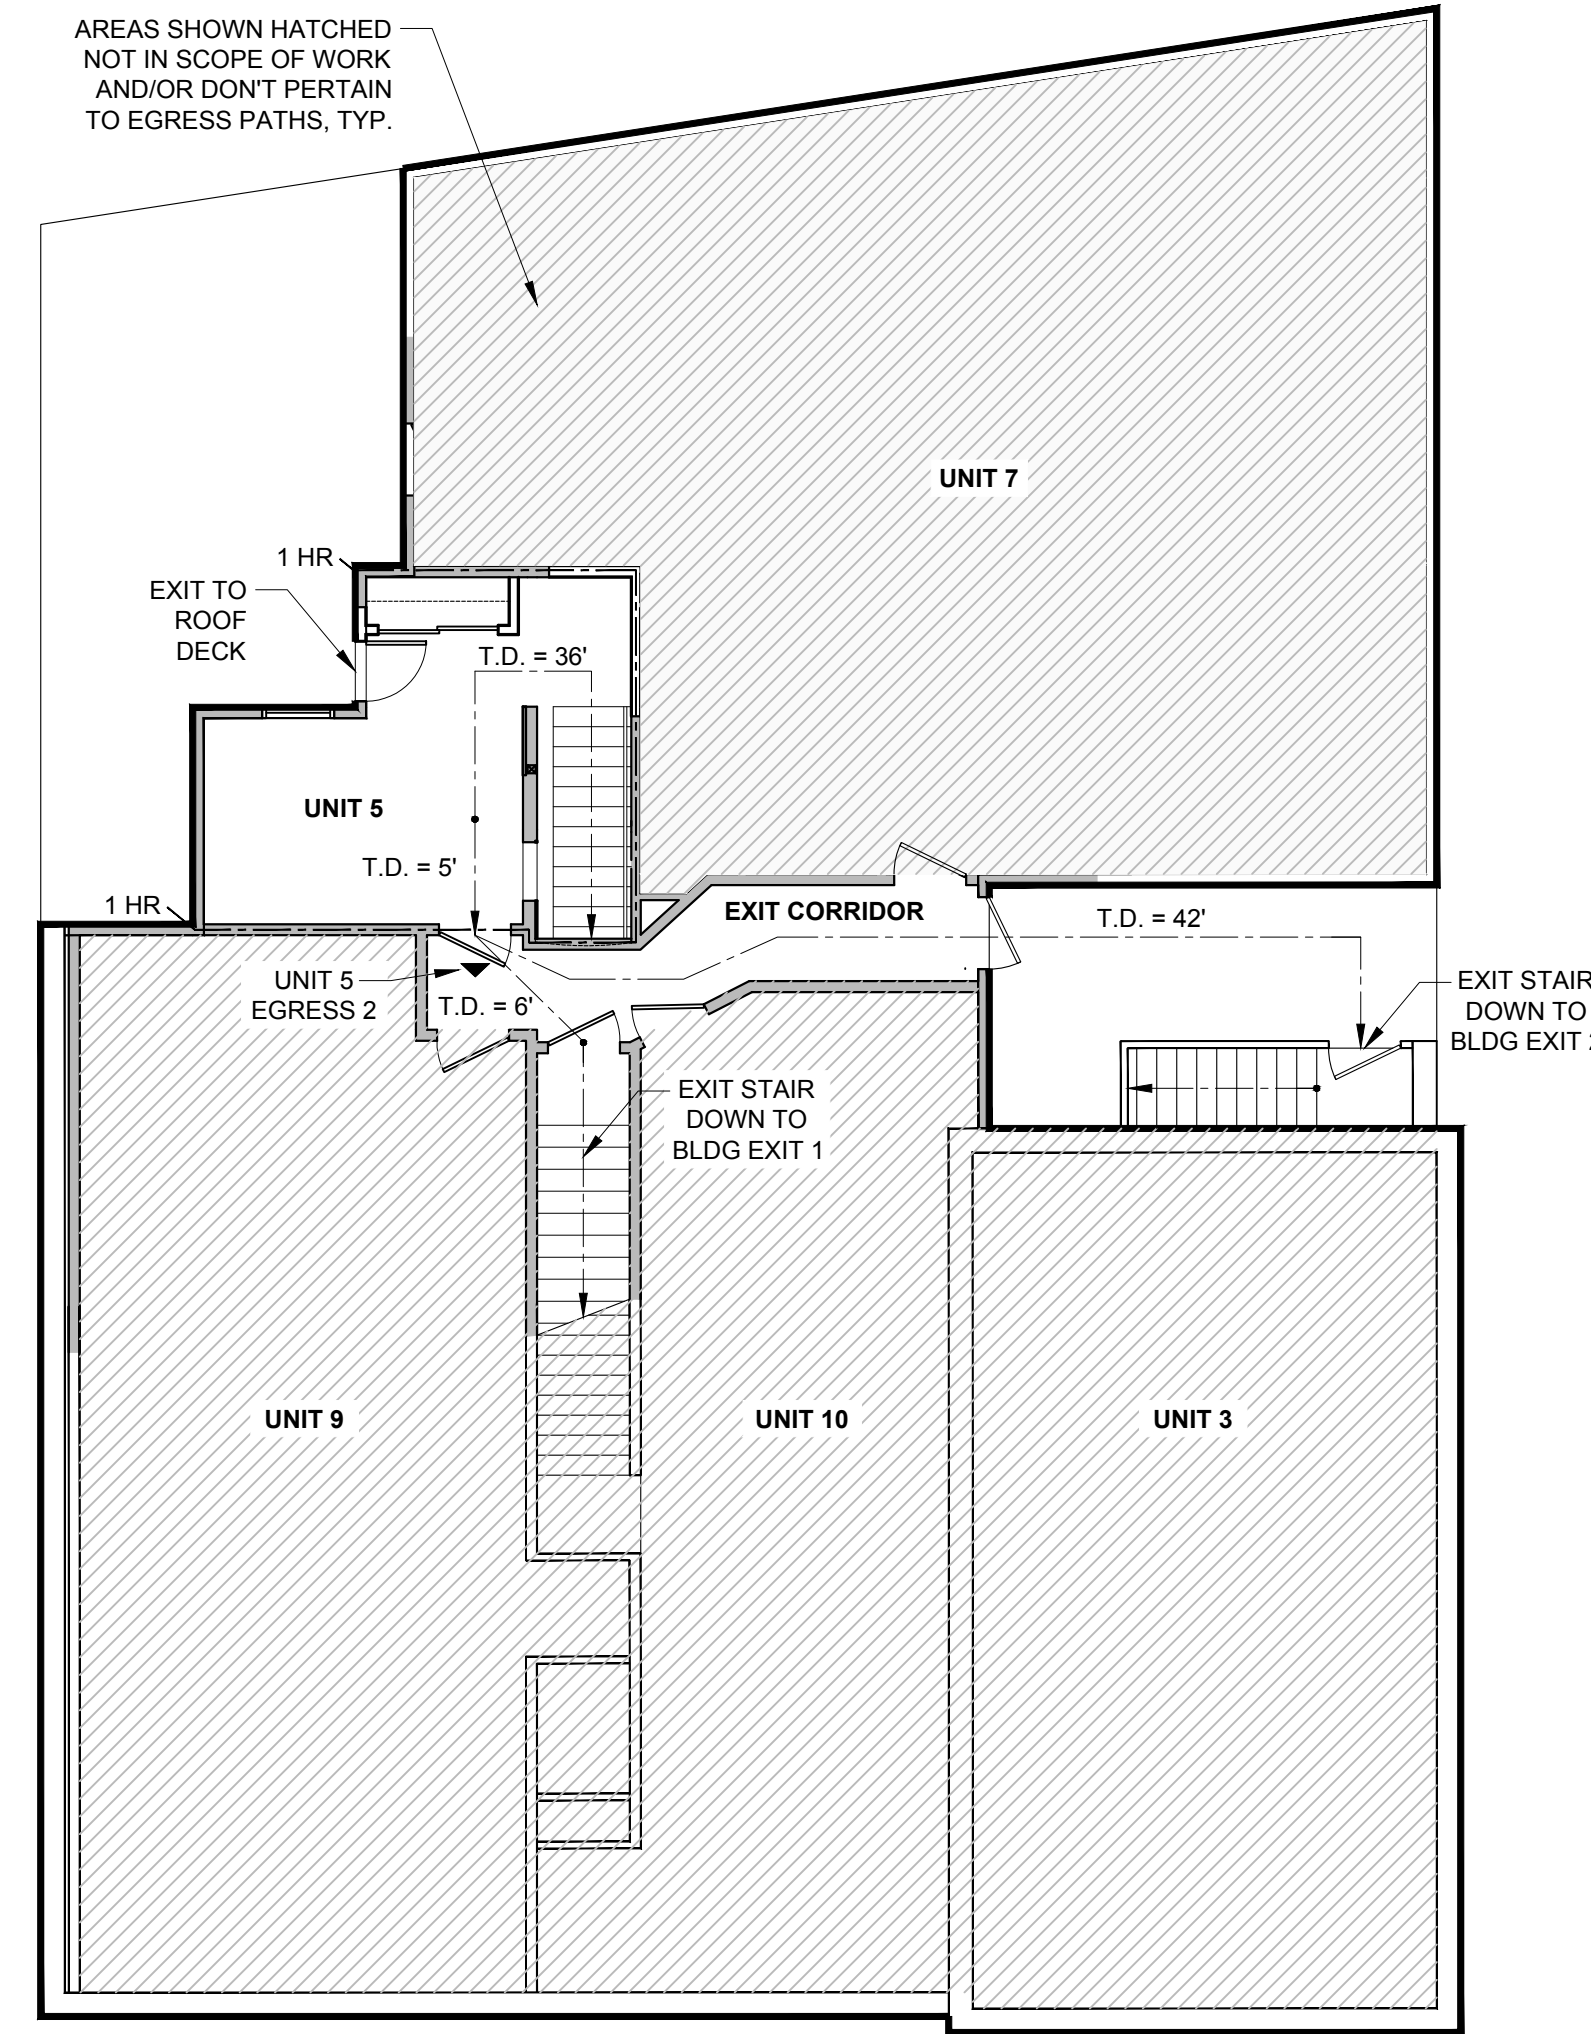 AREAS SHOWN HATCHED
NOT IN SCOPE OF WORK
AND/OR DON'T PERTAIN
TO EGRESS PATHS, TYP.
UNIT 7
1 HR
EXIT TO
ROOF
DECK
T.D. = 36'
UNIT 5
T.D. = 5'
1 HR
EXIT CORRIDOR
T.D. = 42'
UNIT 5
EGRESS 2
T.D. = 6'
EXIT STAIR
DOWN TO
BLDG EXIT 2
EXIT STAIR
DOWN TO
BLDG EXIT 1
UNIT 9
UNIT 10
UNIT 3